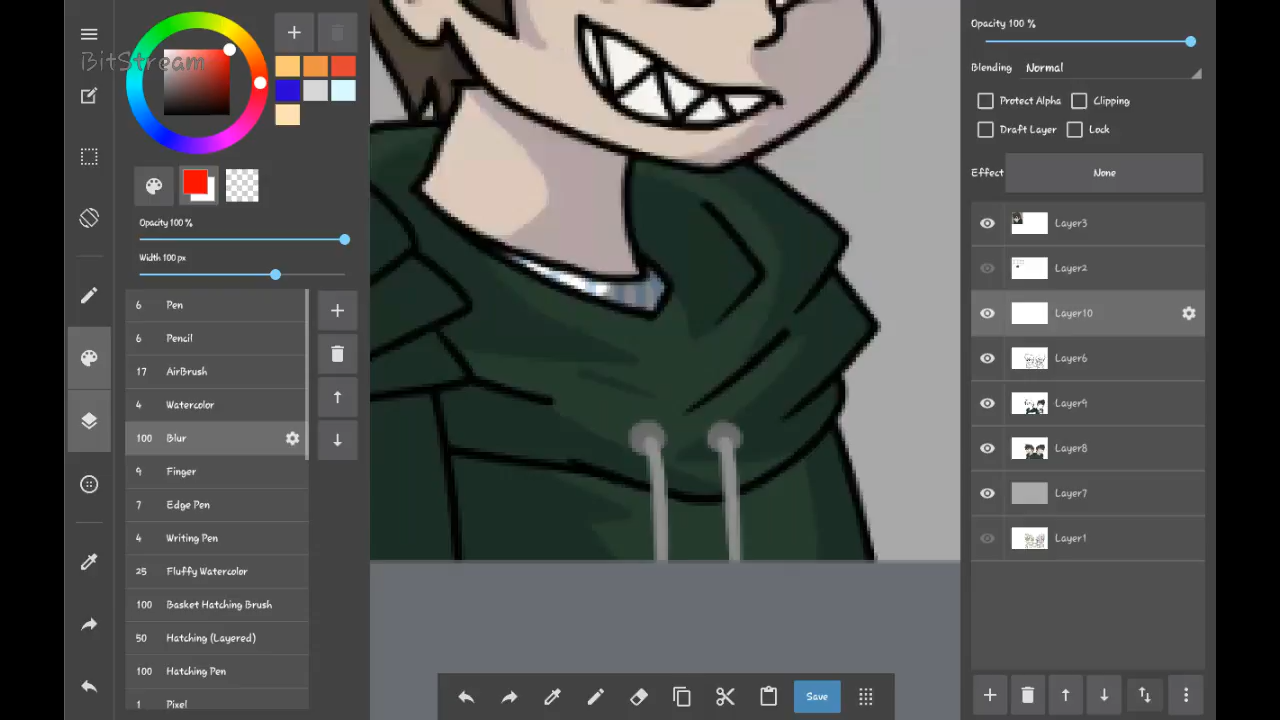 BitStream
Opacity 100 %
Width 100 px
6 Pen
6 Pencil
17 AirBrush
4 Watercolor
100 Blur
9 Finger
7 Edge Pen
4 Writing Pen
25 Fluffy Watercolor
100 Basket Hatching Brush
50 Hatching (Layered)
100 Hatching Pen
1 Pixel
Save
Opacity 100 %
Blending Normal
Protect Alpha Clipping
Draft Layer Lock
Effect None
Layer3
Layer2
Layer10
Layer6
Layer9
Layer8
Layer7
Layer1